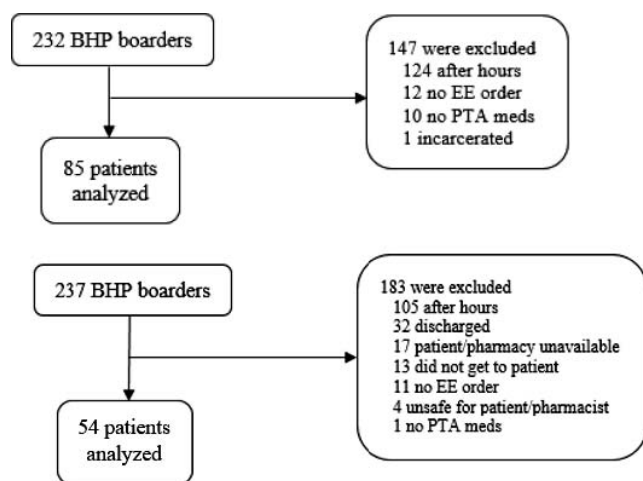 232 BHP boarders
147 were excluded
124 after hours
12 no EE order
10 no PTA meds
1 incarcerated
85 patients
analyzed
237 BHP boarders
183 were excluded
105 after hours
32 discharged
17 patient/pharmacy unavailable
13 did not get to patient
11 no EE order
4 unsafe for patient/pharmacist
1 no PTA meds
54 patients
analyzed